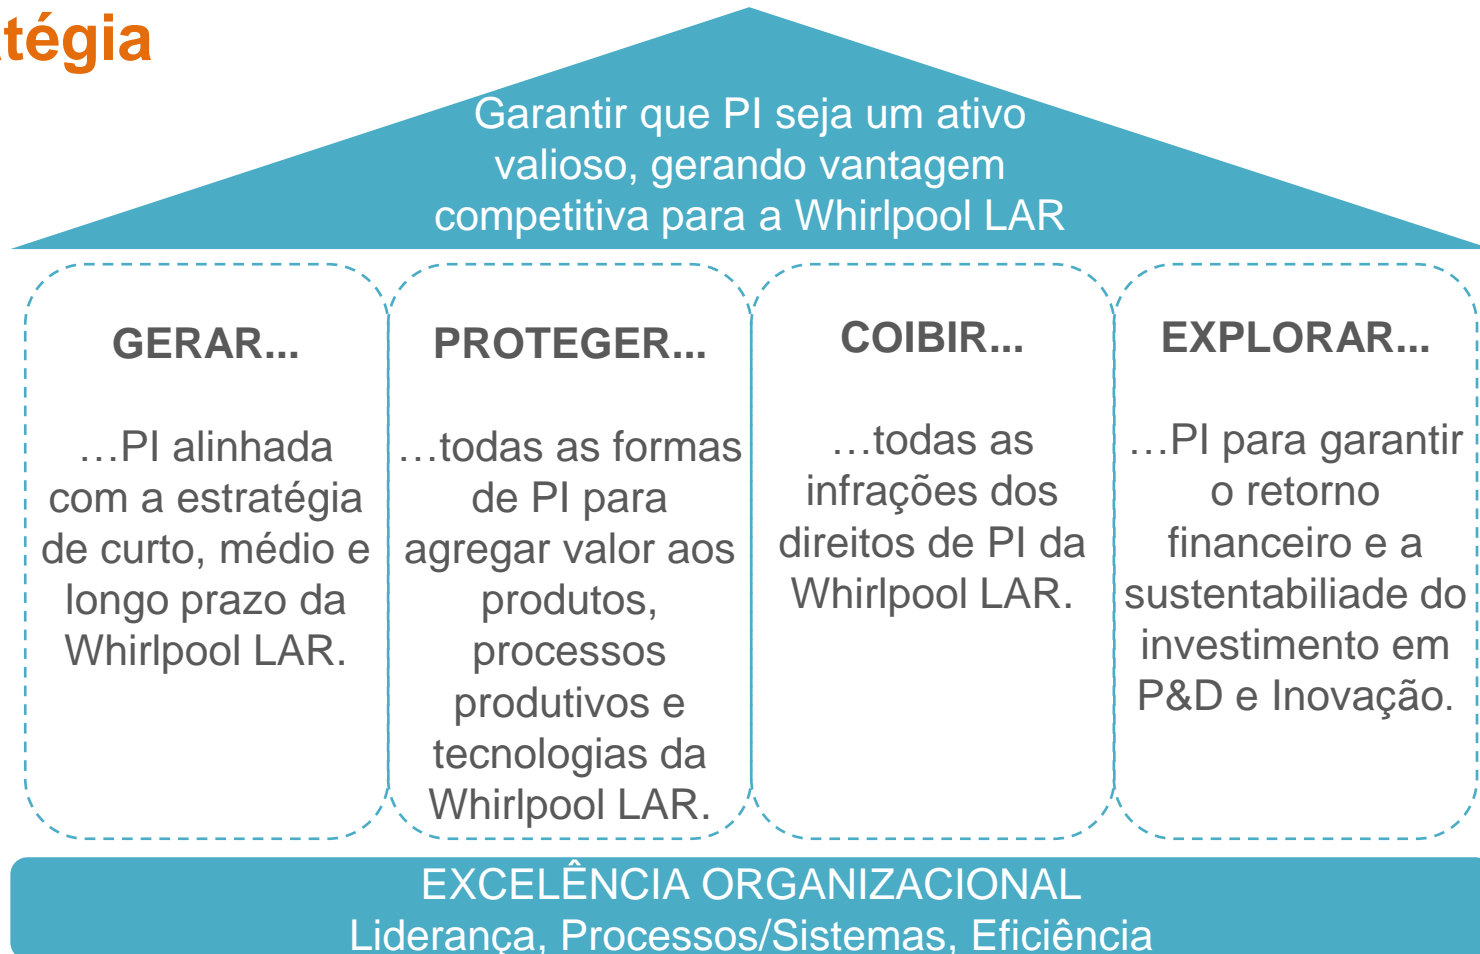 tégia
Garantir que PI seja um ativo
valioso, gerando vantagem
competitiva para a Whirlpool LAR
GERAR...
…PI alinhada
com a estratégia
de curto, médio e
longo prazo da
Whirlpool LAR.
PROTEGER...
…todas as formas
de PI para
agregar valor aos
produtos,
processos
produtivos e
tecnologias da
Whirlpool LAR.
COIBIR...
…todas as
infrações dos
direitos de PI da
Whirlpool LAR.
EXPLORAR...
…PI para garantir
o retorno
financeiro e a
sustentabiliade do
investimento em
P&D e Inovação.
EXCELÊNCIA ORGANIZACIONAL
Liderança, Processos/Sistemas, Eficiência